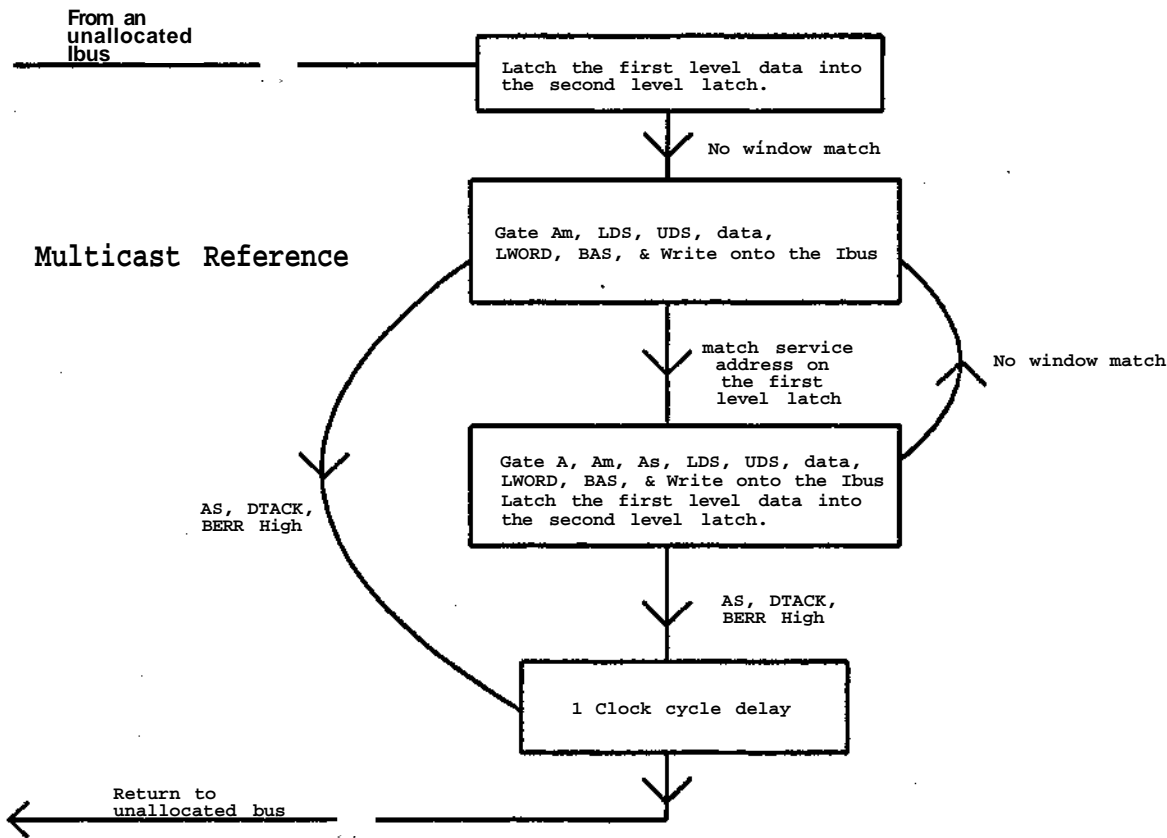 From an
unallocated
Ibus
Latch the first level data into
the second level latch.
No window match
Gate Am, LDS, UDS, data,
LWORD, BAS, & Write onto the Ibus
Multicast Reference
match service
address on
the first
level latch
No window match
Gate A, Am, As, LDS, UDS, data,
LWORD, BAS, & Write onto the Ibus
Latch the first level data into
the second level latch.
AS, DTACK,
BERR High
AS, DTACK,
BERR High
1 Clock cycle delay
Return to
unallocated bus